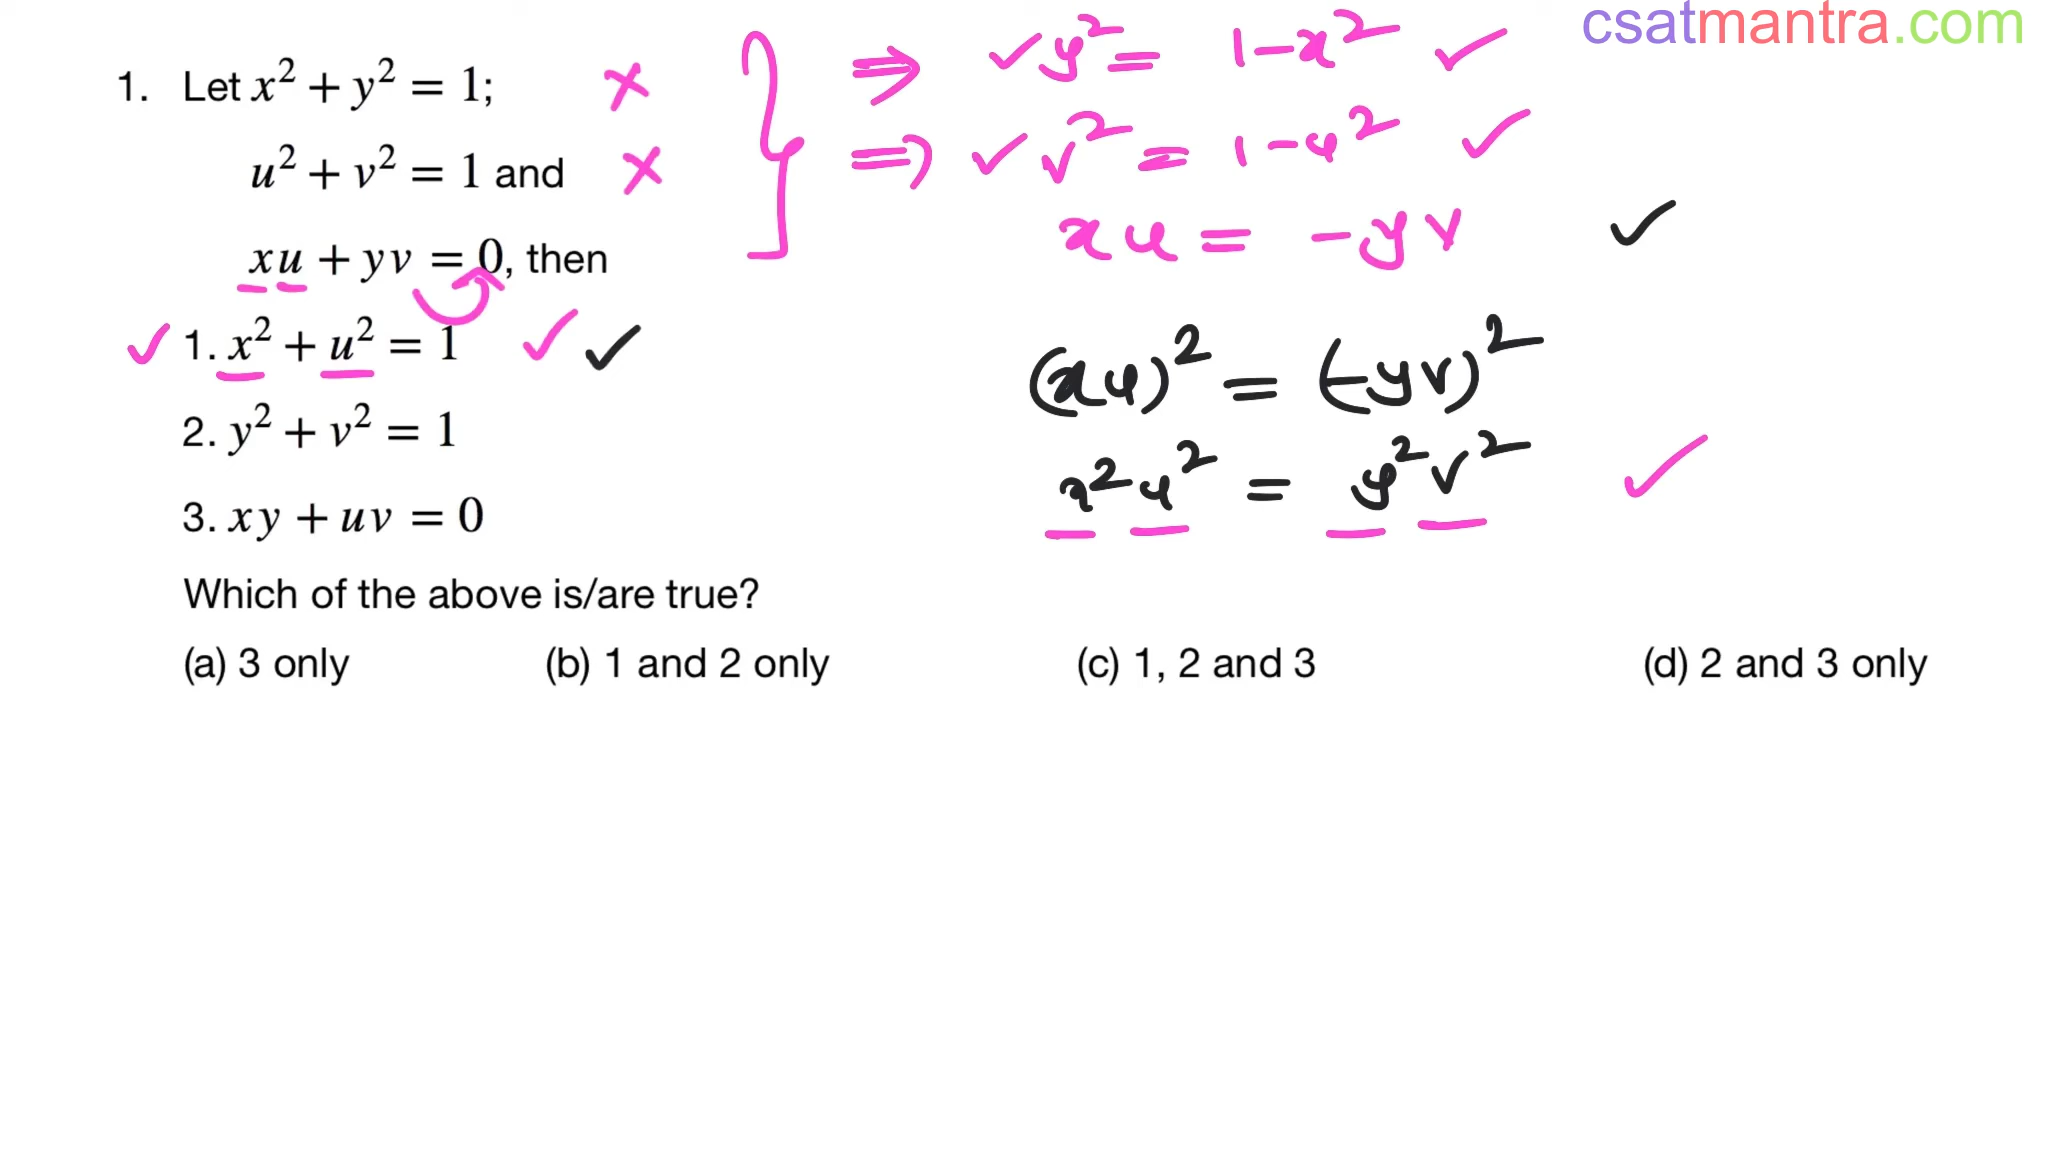 csatmantra.com
1. Let x² + y² = 1;
u² + v² = 1 and
xu + yv = 0, then
1. x² + u² = 1
2. y² + v² = 1
3. xy + uv = 0
Which of the above is/are true?
(a) 3 only (b) 1 and 2 only (c) 1, 2 and 3 (d) 2 and 3 only
⇒ y² = 1 - x²
⇒ v² = 1 - u²
xu = -yv
(xu)² = (-yv)²
x²u² = y²v²